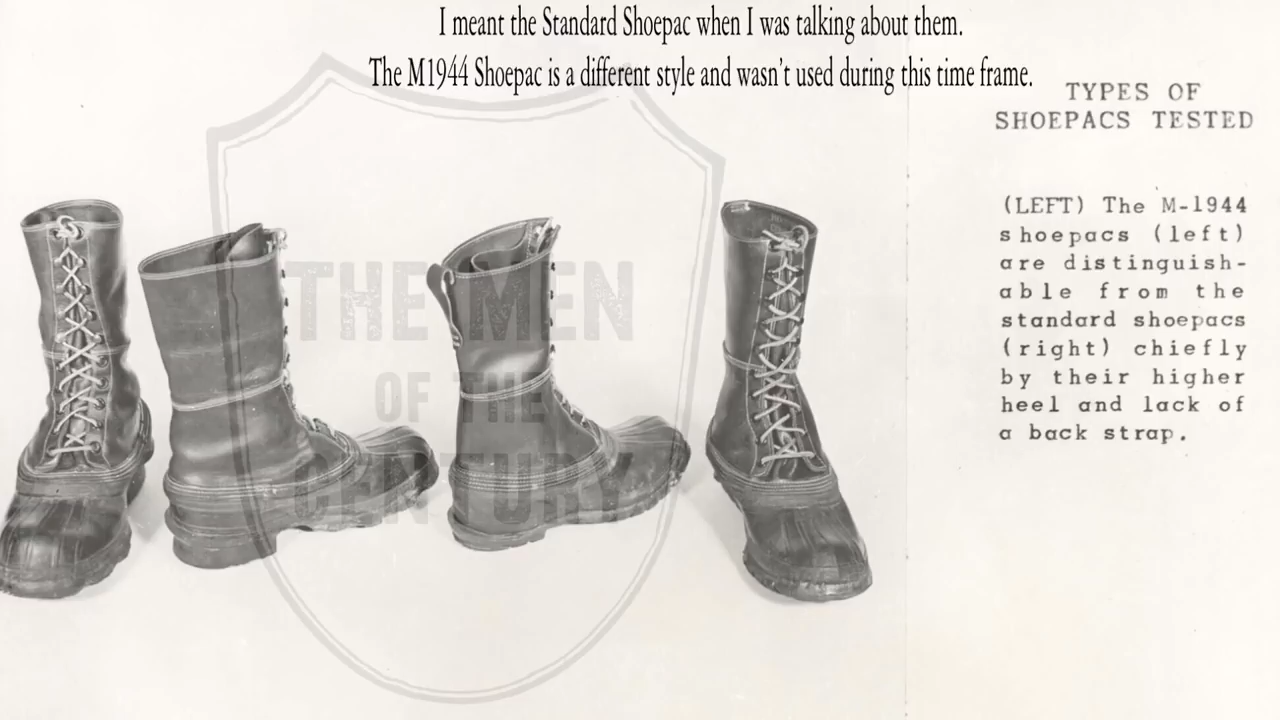 I meant the Standard Shoepac when I was talking about them.
The M1944 Shoepac is a different style and wasn't used during this time frame.
TYPES OF
SHOEPACS TESTED
(LEFT) The M-1944
shoepacs (left)
are distinguish-
able from the
standard shoepacs
(right) chiefly
by their higher
heel and lack of
a back strap.
THE MEN
OF THE
CENTURY